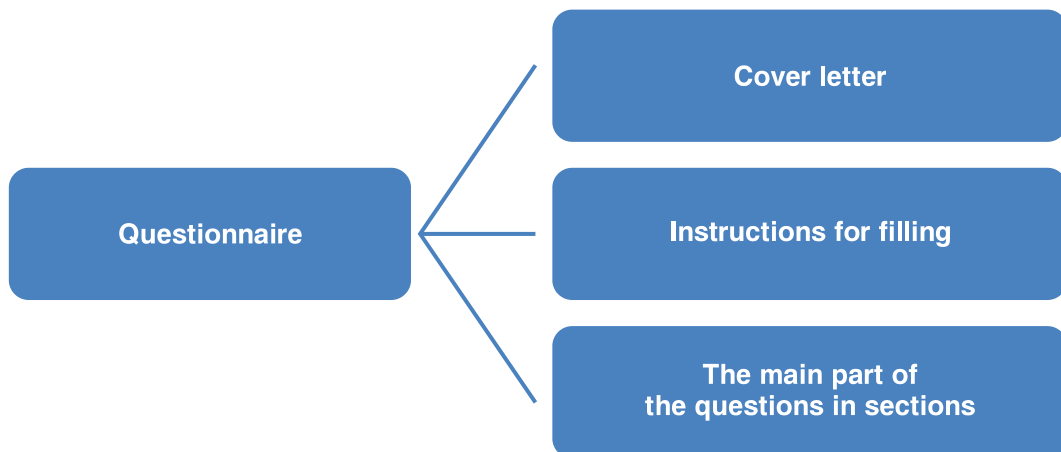 Cover letter
Questionnaire
Instructions for filling
The main part of
the questions in sections